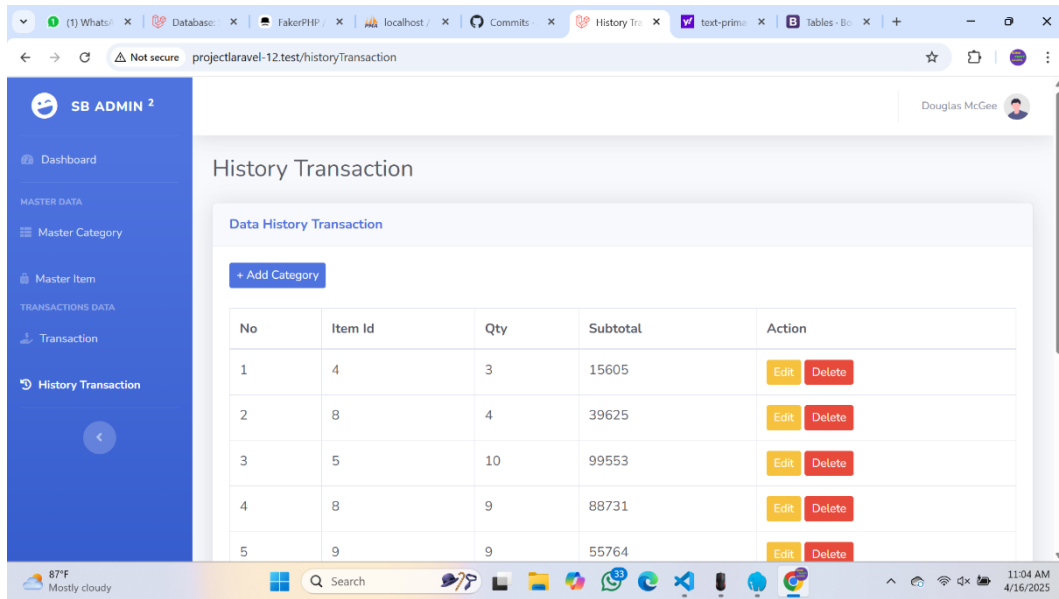 (1) WhatsA
Database:
FakerPHP /
localhost /
Commits ·
History Tra
text-prima
Tables · Bo
Not secure projectlaravel-12.test/historyTransaction
SB ADMIN 2
Douglas McGee
Dashboard
History Transaction
MASTER DATA
Master Category
Master Item
TRANSACTIONS DATA
Transaction
History Transaction
Data History Transaction
+ Add Category
No Item Id Qty Subtotal Action
1 4 3 15605 Edit Delete
2 8 4 39625 Edit Delete
3 5 10 99553 Edit Delete
4 8 9 88731 Edit Delete
5 9 9 55764 Edit Delete
87°F
Mostly cloudy
Search
33
11:04 AM
4/16/2025